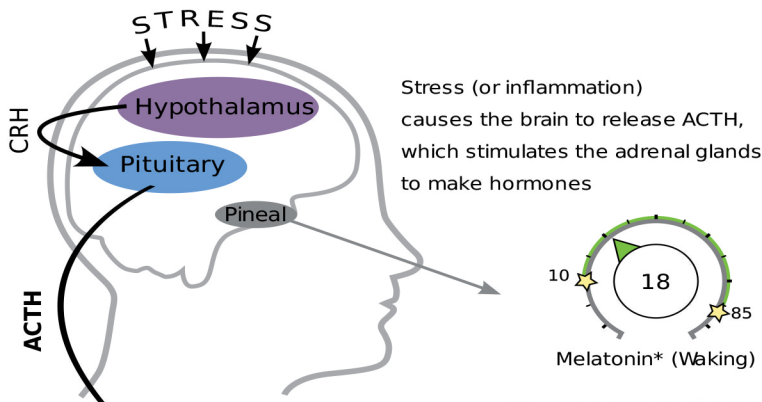 STRESS
Hypothalamus
CRH
Pituitary
Pineal
ACTH
Stress (or inflammation)
causes the brain to release ACTH,
which stimulates the adrenal glands
to make hormones
10
18
85
Melatonin* (Waking)